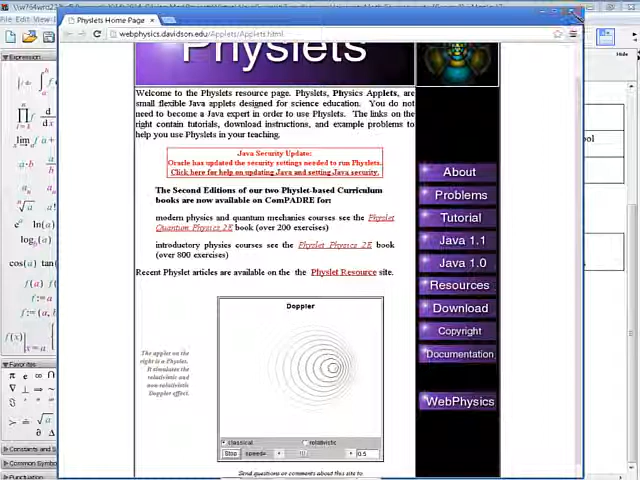 Physlets Home Page
webphysics.davidson.edu/Applets/Applets.html
Edit
Hide
Expression
Physlets
Welcome to the Physlets resource page. Physlets, Physics Applets, are
small flexible Java applets designed for science education. You do not
need to become a Java expert in order to use Physlets. The links on
the right contain tutorials, download instructions, and example problems to
help you use Physlets in your teaching.
Java Security Update:
Oracle has updated the security settings needed to run Physlets.
Click here for help on updating Java and setting Java security.
The Second Editions of our two Physlet-based Curriculum
books are now available on ComPADRE for:
modern physics and quantum mechanics courses see the Physlet
Quantum Physics 2E book (over 200 exercises)
introductory physics courses see the Physlet Physics 2E book
(over 800 exercises)
Recent Physlet articles are available on the the Physlet Resource site.
Doppler
The applet on the
right is a Physlet.
It simulates the
relativistic and
non-relativistic
Doppler effect.
classical
relativistic
Stop
speed=
0.5
Send questions or comments about this site to
About
Problems
Tutorial
Java 1.1
Java 1.0
Resources
Download
Copyright
Documentation
WebPhysics
Favorites
Constants and S
Common Symbo
Punctuation